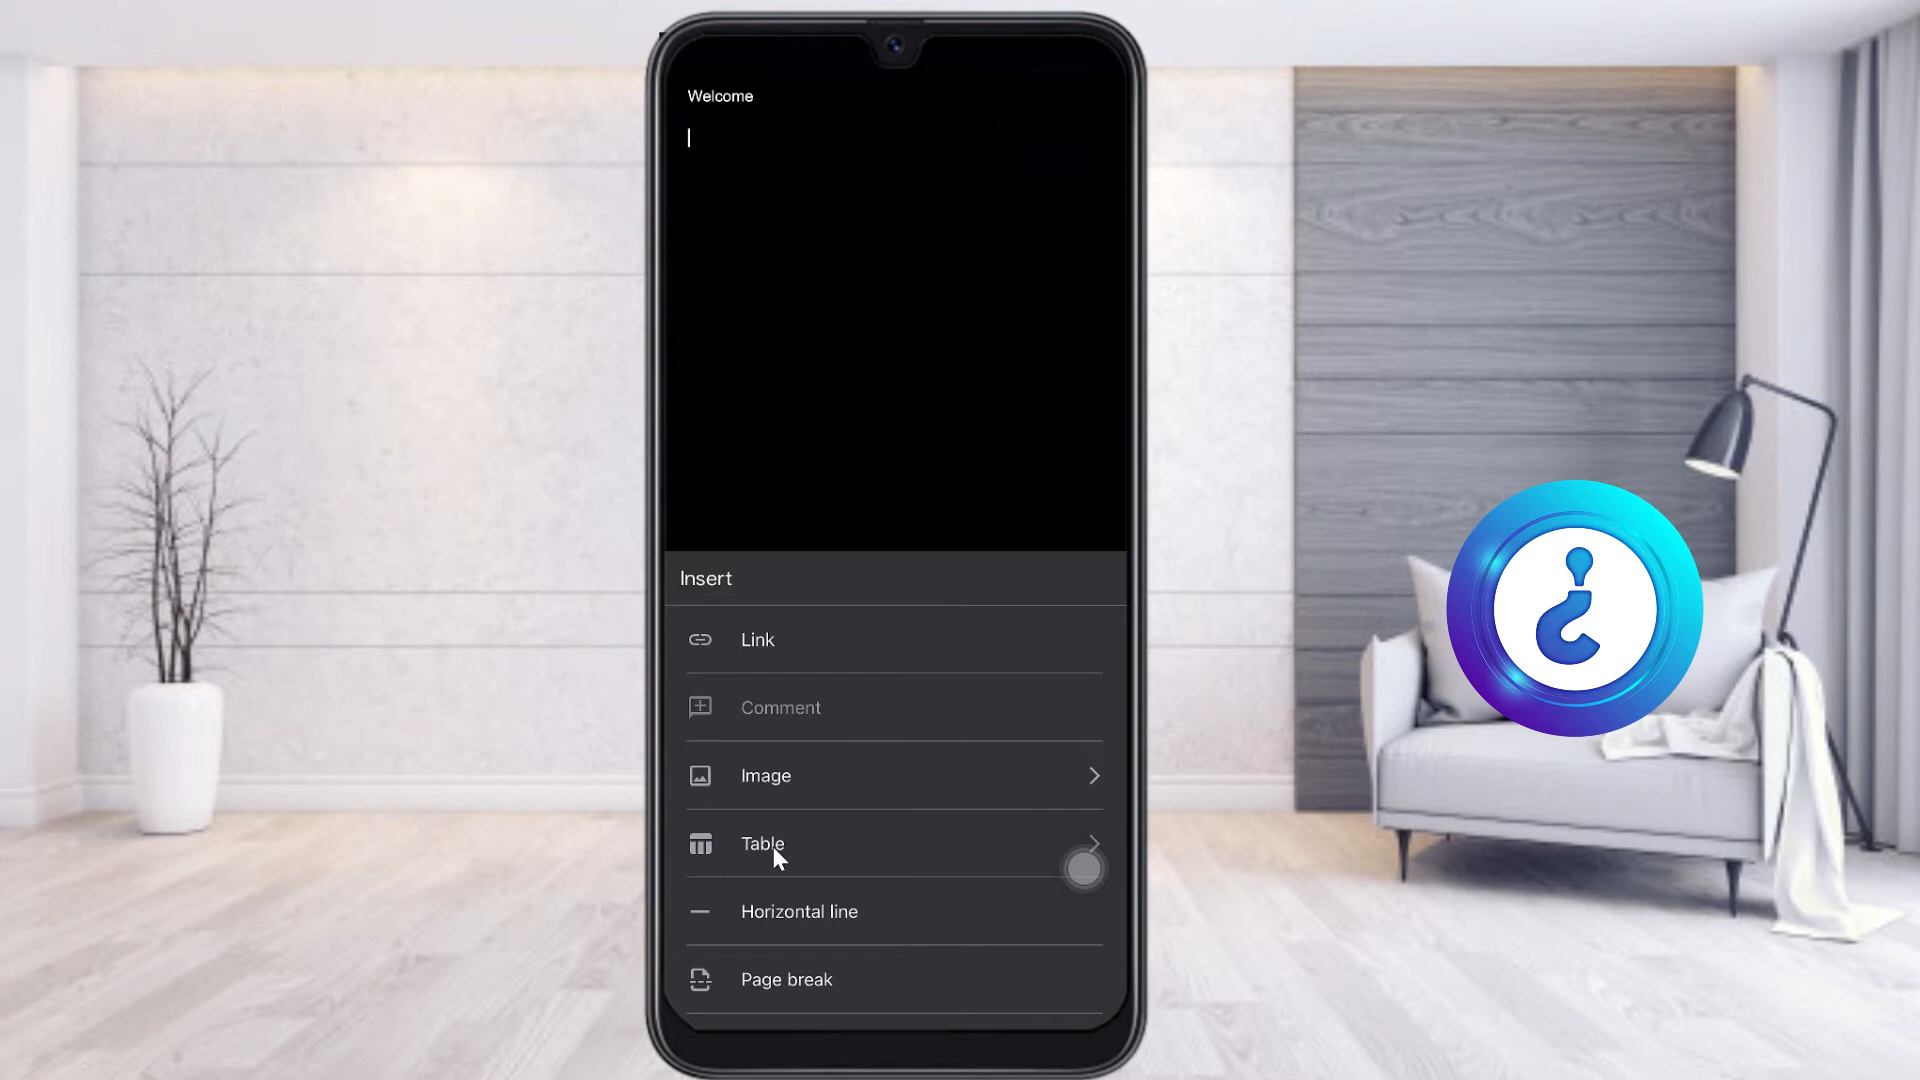 Welcome
Insert
Link
Comment
Image
Table
Horizontal line
Page break